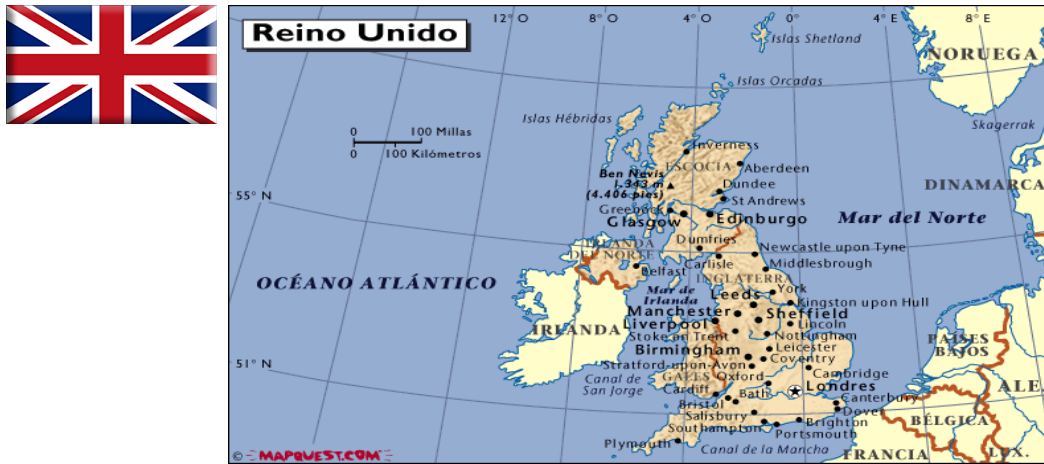 12° O
8° O
4° O
0°
4° E
8° E
Reino Unido
Islas Shetland
NORUEGA
Islas Orcadas
Islas Hébridas
Skagerrak
0 100 Millas
0 100 Kilómetros
Inverness
ESCOCIA
Aberdeen
Ben Nevis
1.343 m
(4.406 pies)
Dundee
St Andrews
DINAMARCA
55° N
Greenock
Glasgow
Edinburgo
Mar del Norte
Dumfries
IRLANDA
DEL NORTE
Newcastle upon Tyne
Carlisle
Middlesbrough
Belfast
INGLATERRA
OCÉANO ATLÁNTICO
Mar de
Irlanda
York
Leeds
Kingston upon Hull
Manchester
Sheffield
IRLANDA
Liverpool
Lincoln
Stoke on Trent
Nottingham
PAÍSES
BAJOS
Birmingham
Leicester
Coventry
51° N
Stratford-upon-Avon
Cambridge
Canal de
San Jorge
GALES
Oxford
Londres
ALE.
Cardiff
Bath
Canterbury
Bristol
Dover
Salisbury
BÉLGICA
Southampton
Brighton
Portsmouth
Plymouth
Canal de la Mancha
FRANCIA
LUX.
© MAPQUEST.COM